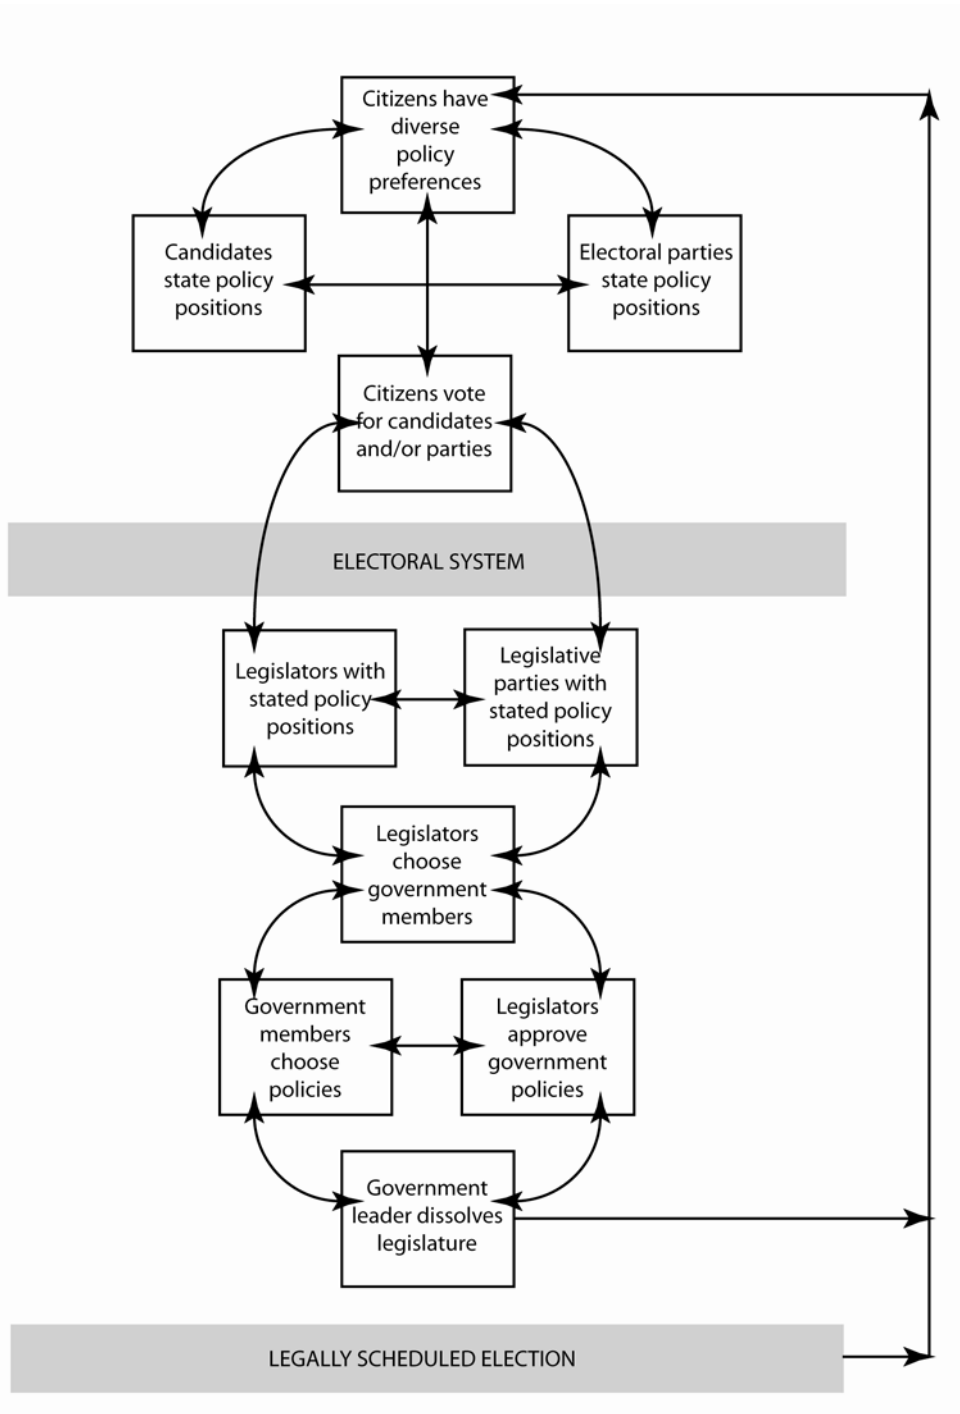 Citizens have
diverse
policy
preferences
Candidates
state policy
positions
Electoral parties
state policy
positions
Citizens vote
for candidates
and/or parties
ELECTORAL SYSTEM
Legislators with
stated policy
positions
Legislative
parties with
stated policy
positions
Legislators
choose
government
members
Government
members
choose
policies
Legislators
approve
government
policies
Government
leader dissolves
legislature
LEGALLY SCHEDULED ELECTION